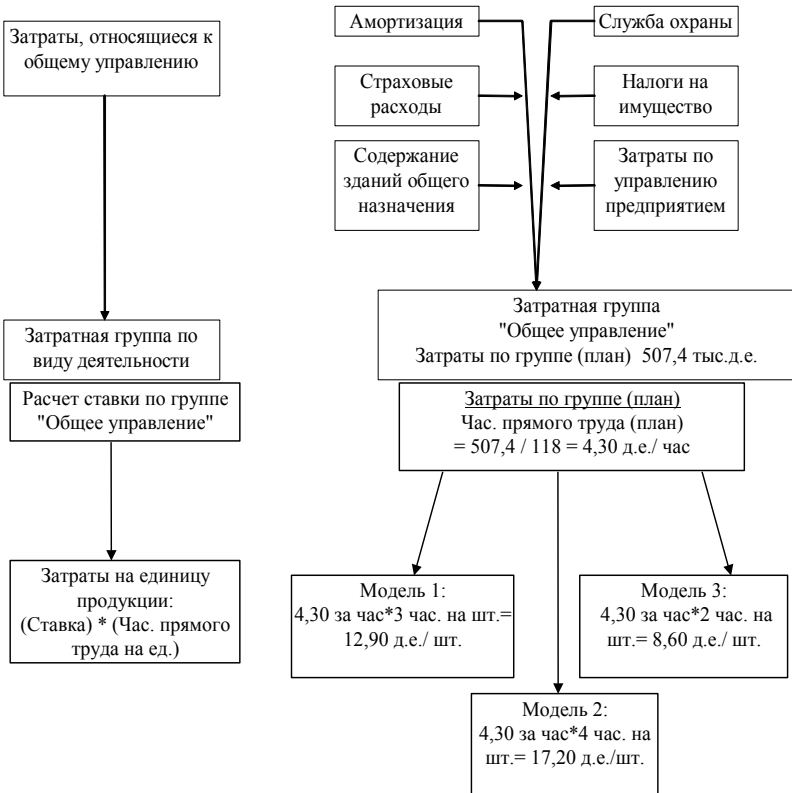 Затраты, относящиеся к
общему управлению
Амортизация
Служба охраны
Страховые
расходы
Налоги на
имущество
Содержание
зданий общего
назначения
Затраты по
управлению
предприятием
Затратная группа по
виду деятельности
Затратная группа
"Общее управление"
Затраты по группе (план) 507,4 тыс.д.е.
Расчет ставки по группе
"Общее управление"
Затраты по группе (план)
Час. прямого труда (план)
= 507,4 / 118 = 4,30 д.е./ час
Затраты на единицу
продукции:
(Ставка) * (Час. прямого
труда на ед.)
Модель 1:
4,30 за час*3 час. на шт.=
12,90 д.е./ шт.
Модель 3:
4,30 за час*2 час. на
шт.= 8,60 д.е./ шт.
Модель 2:
4,30 за час*4 час. на
шт.= 17,20 д.е./шт.